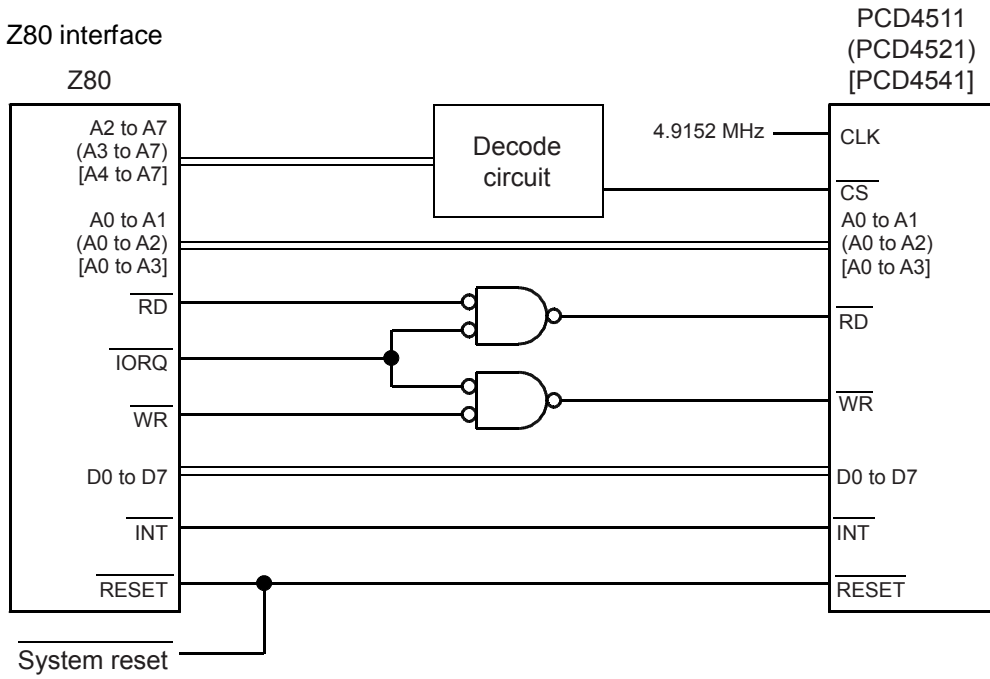 Z80 interface
Z80
A2 to A7
(A3 to A7)
[A4 to A7]
A0 to A1
(A0 to A2)
[A0 to A3]
RD
IORQ
WR
D0 to D7
INT
RESET
System reset
Decode
circuit
4.9152 MHz
PCD4511
(PCD4521)
[PCD4541]
CLK
CS
A0 to A1
(A0 to A2)
[A0 to A3]
RD
WR
D0 to D7
INT
RESET